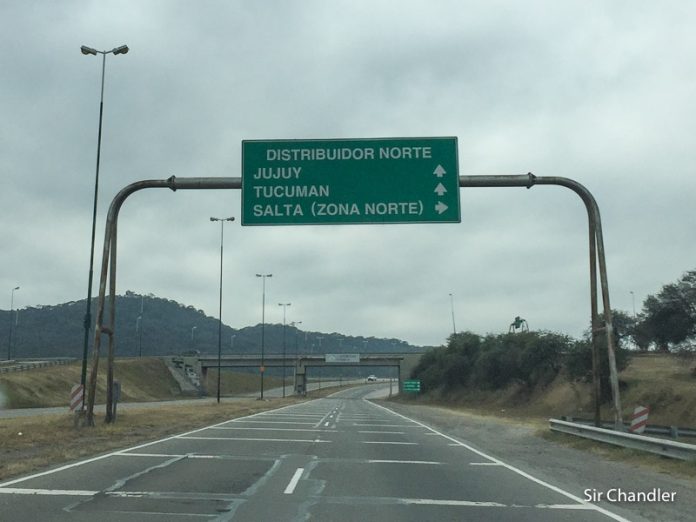 DISTRIBUIDOR NORTE
JUJUY
TUCUMAN
SALTA (ZONA NORTE)
Sir Chandler